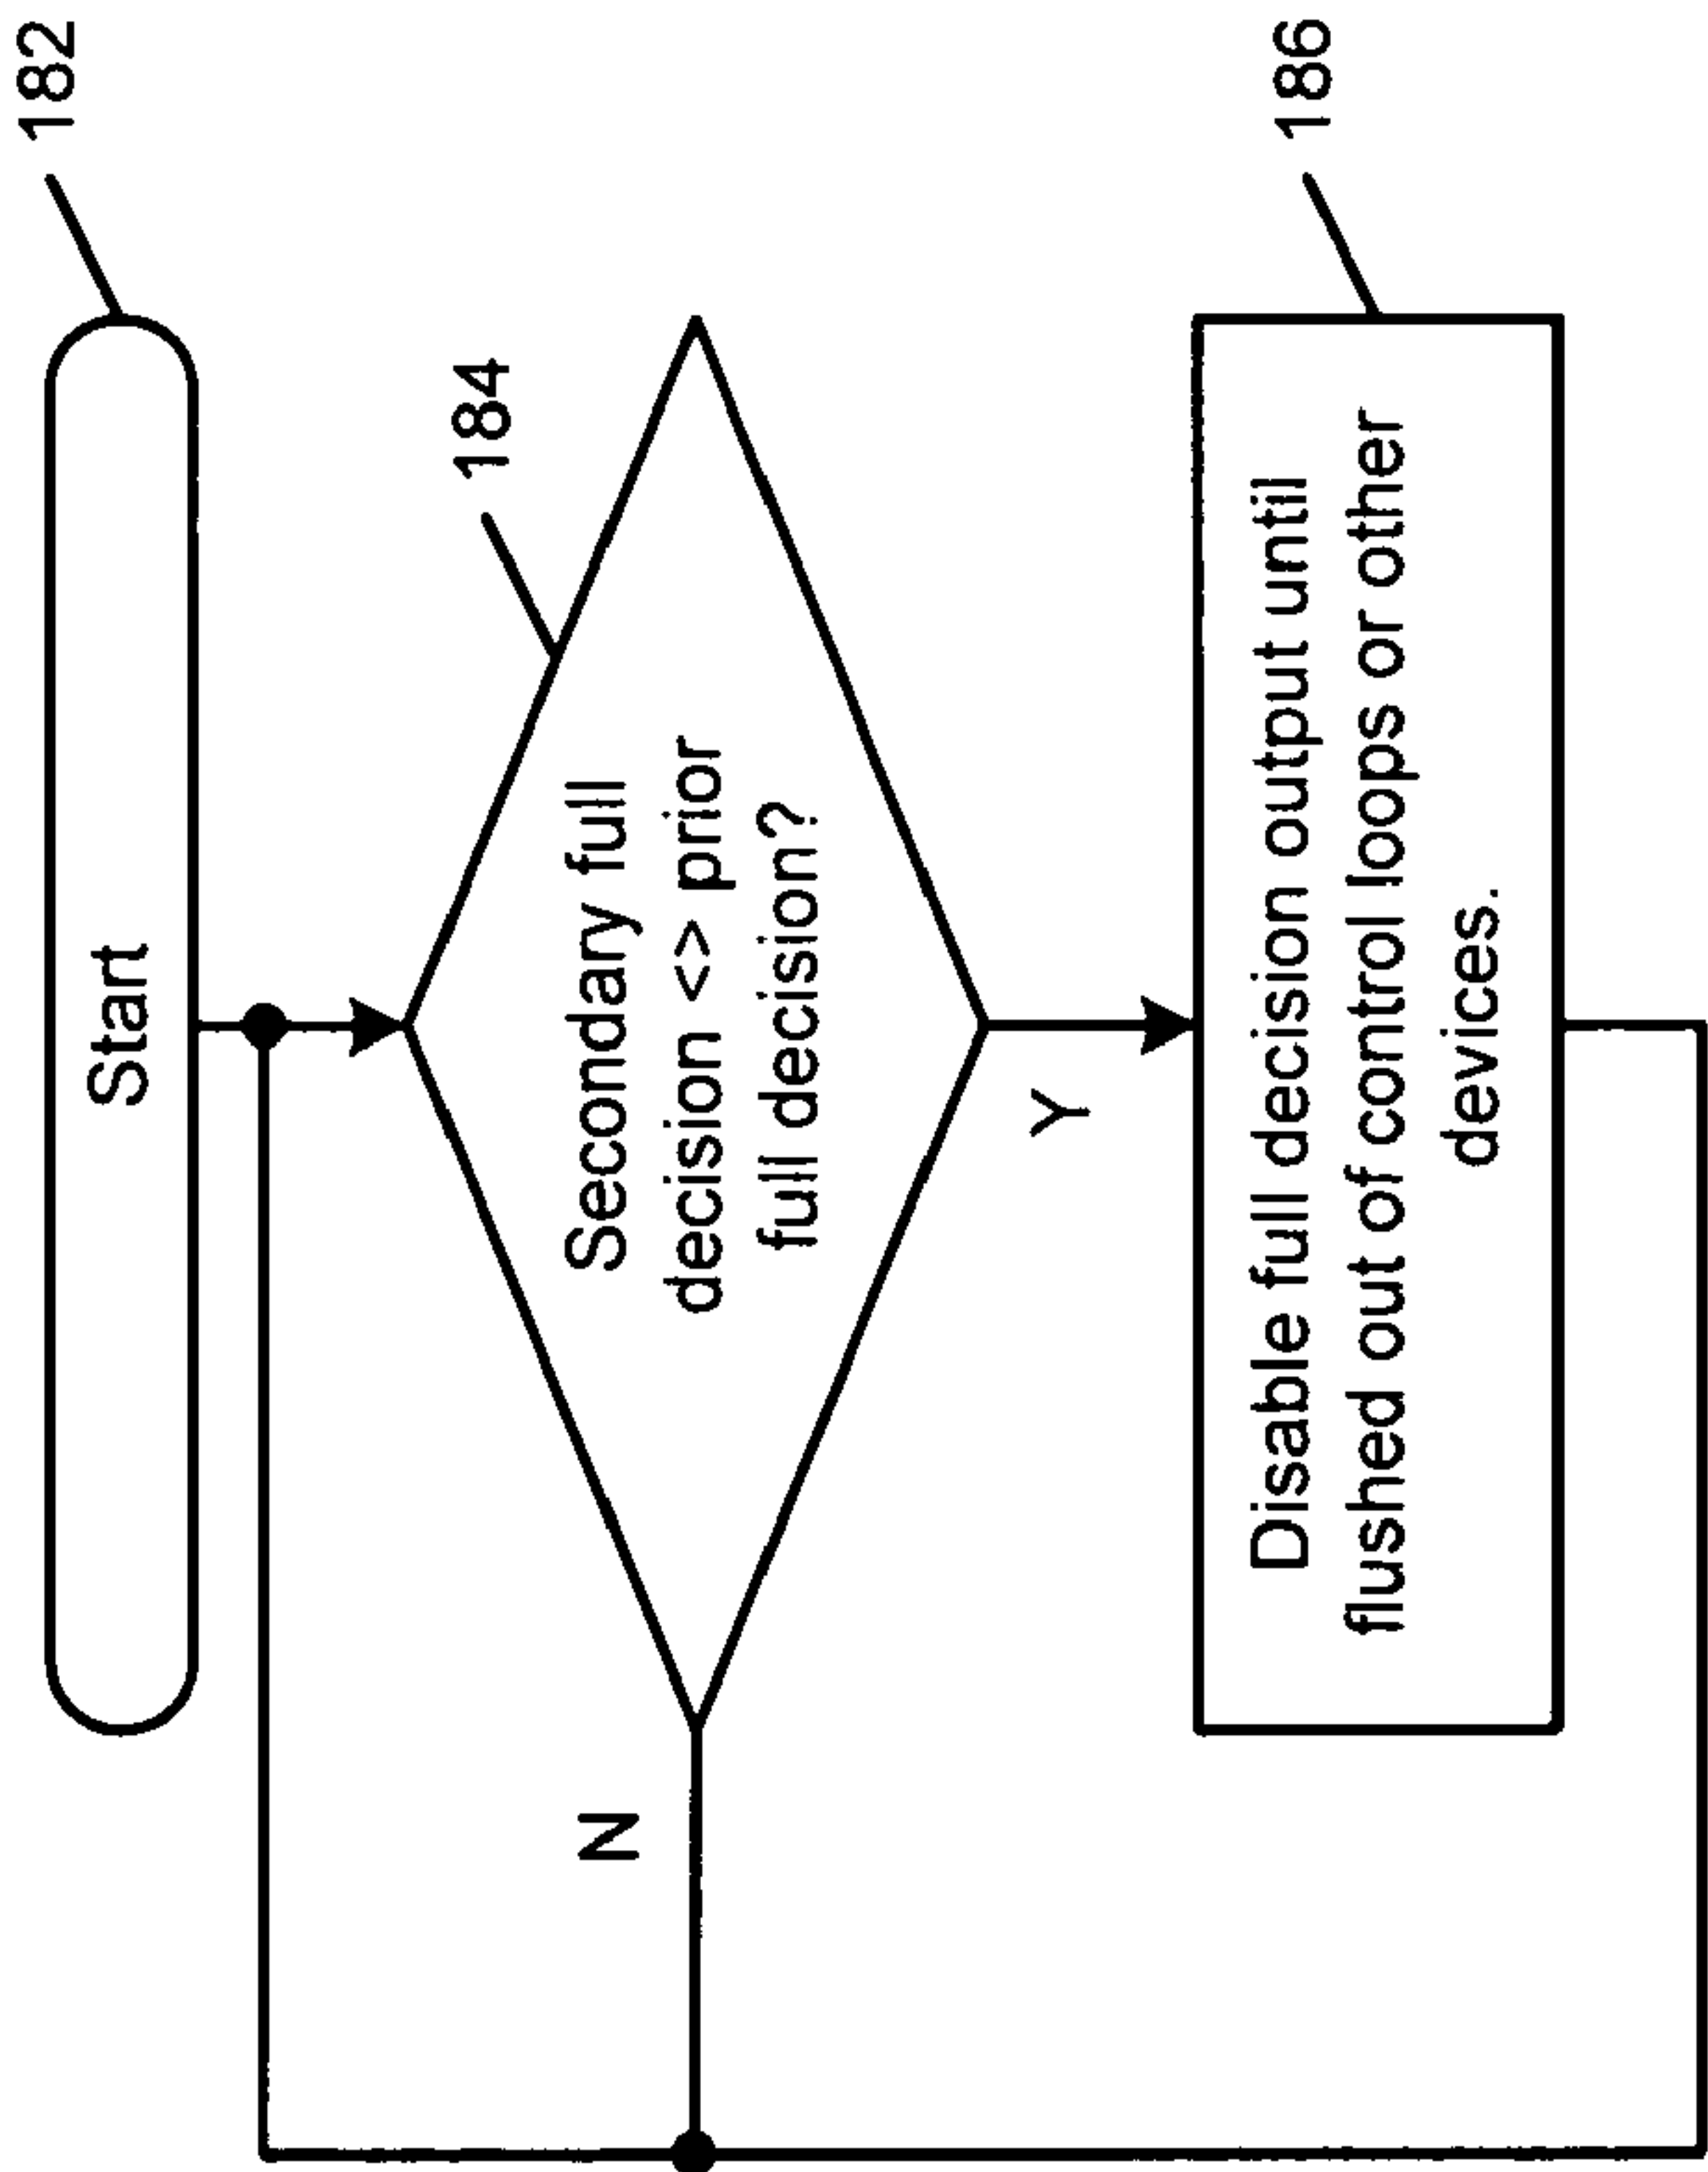 182
Start
184
Secondary full
decision <> prior
full decision?
N
Y
186
Disable full decision output until
flushed out of control loops or other
devices.